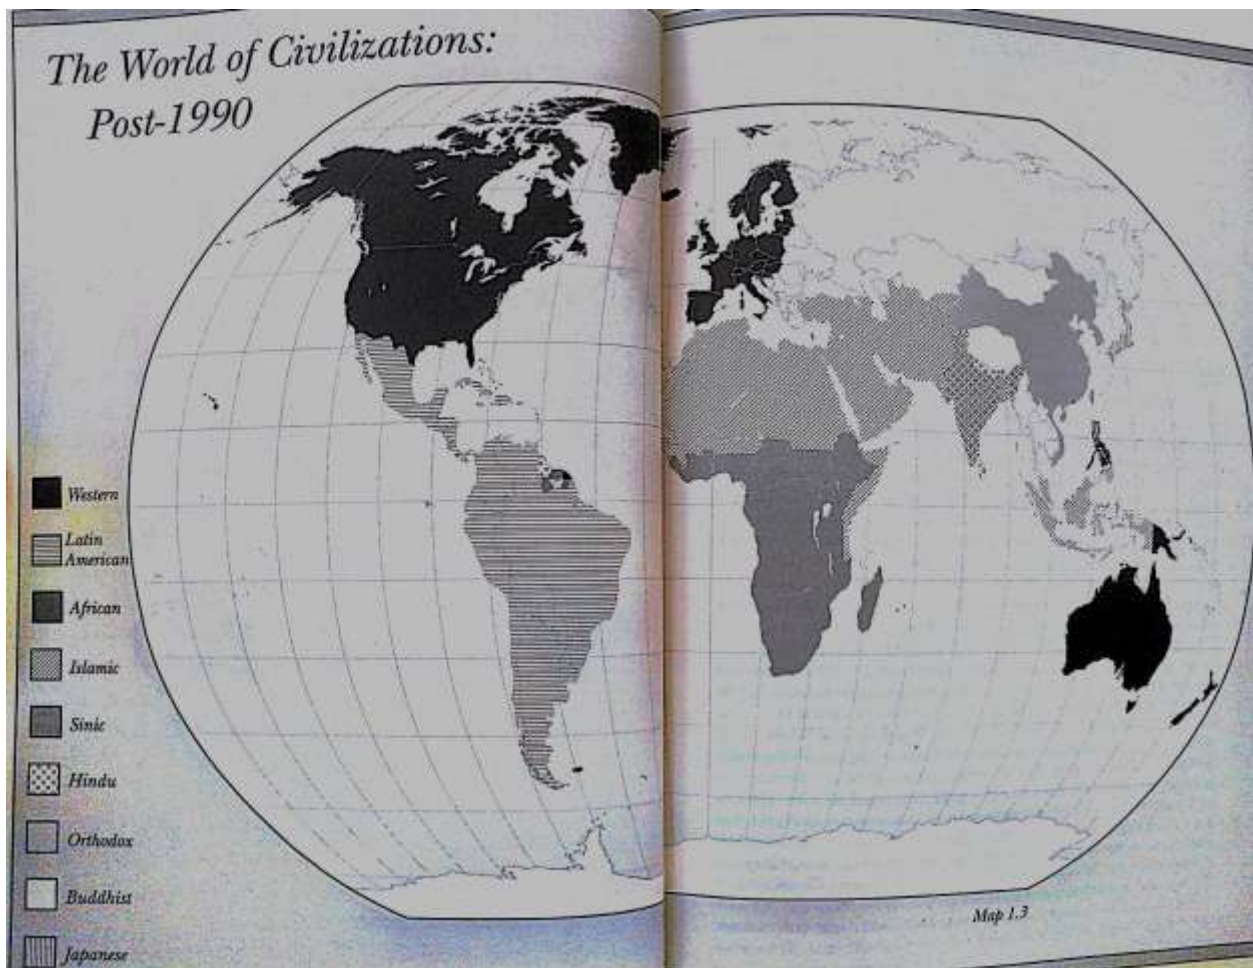 The World of Civilizations:
Post-1990
Western
Latin
American
African
Islamic
Sinic
Hindu
Orthodox
Buddhist
Japanese
Map 1.3